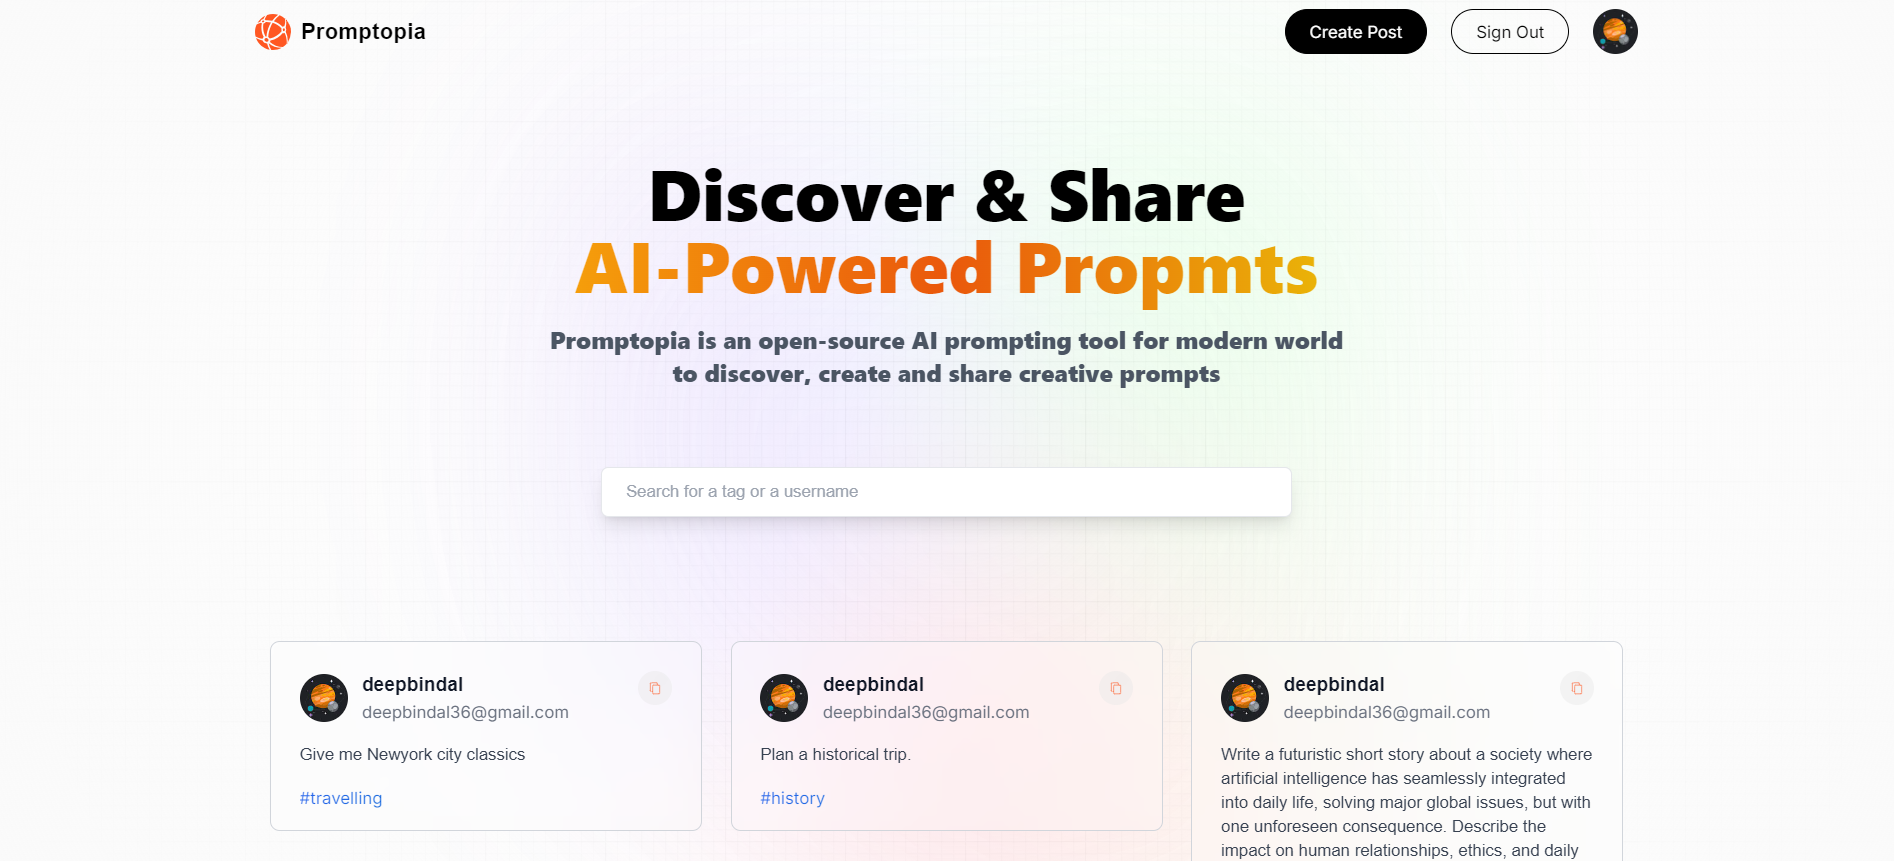 Promptopia
Create Post
Sign Out
Discover & Share
AI-Powered Propmts
Promptopia is an open-source AI prompting tool for modern world
to discover, create and share creative prompts
Search for a tag or a username
deepbindal
deepbindal36@gmail.com
Give me Newyork city classics
#travelling
deepbindal
deepbindal36@gmail.com
Plan a historical trip.
#history
deepbindal
deepbindal36@gmail.com
Write a futuristic short story about a society where
artificial intelligence has seamlessly integrated
into daily life, solving major global issues, but with
one unforeseen consequence. Describe the
impact on human relationships, ethics, and daily